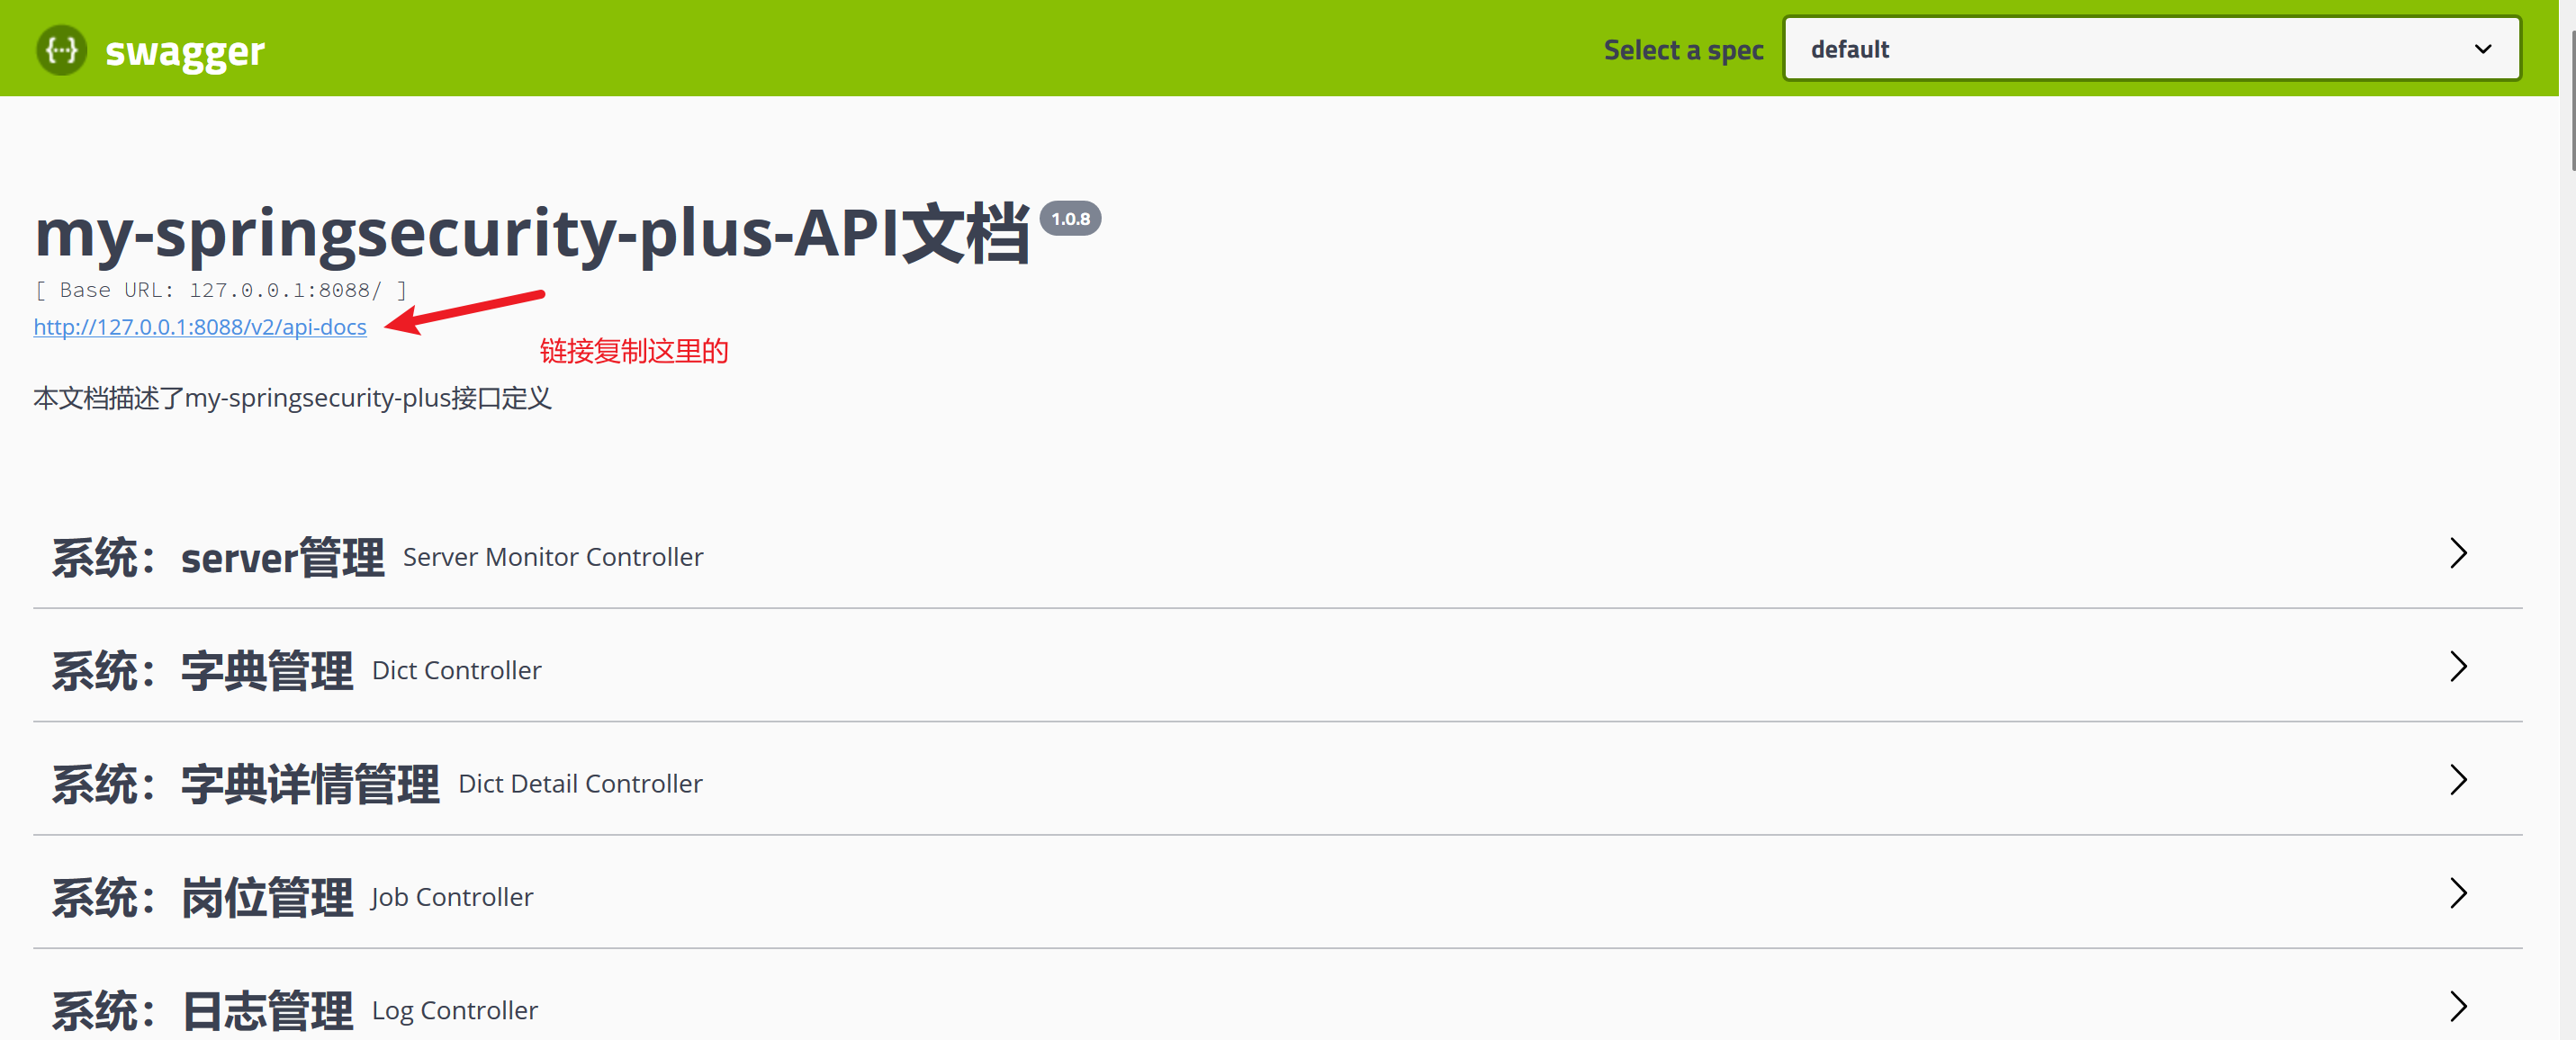 swagger
Select a spec
default
my-springsecurity-plus-API文档 1.0.8
[ Base URL: 127.0.0.1:8088/ ]
http://127.0.0.1:8088/v2/api-docs
链接复制这里的
本文档描述了my-springsecurity-plus接口定义
系统：server管理 Server Monitor Controller
系统：字典管理 Dict Controller
系统：字典详情管理 Dict Detail Controller
系统：岗位管理 Job Controller
系统：日志管理 Log Controller